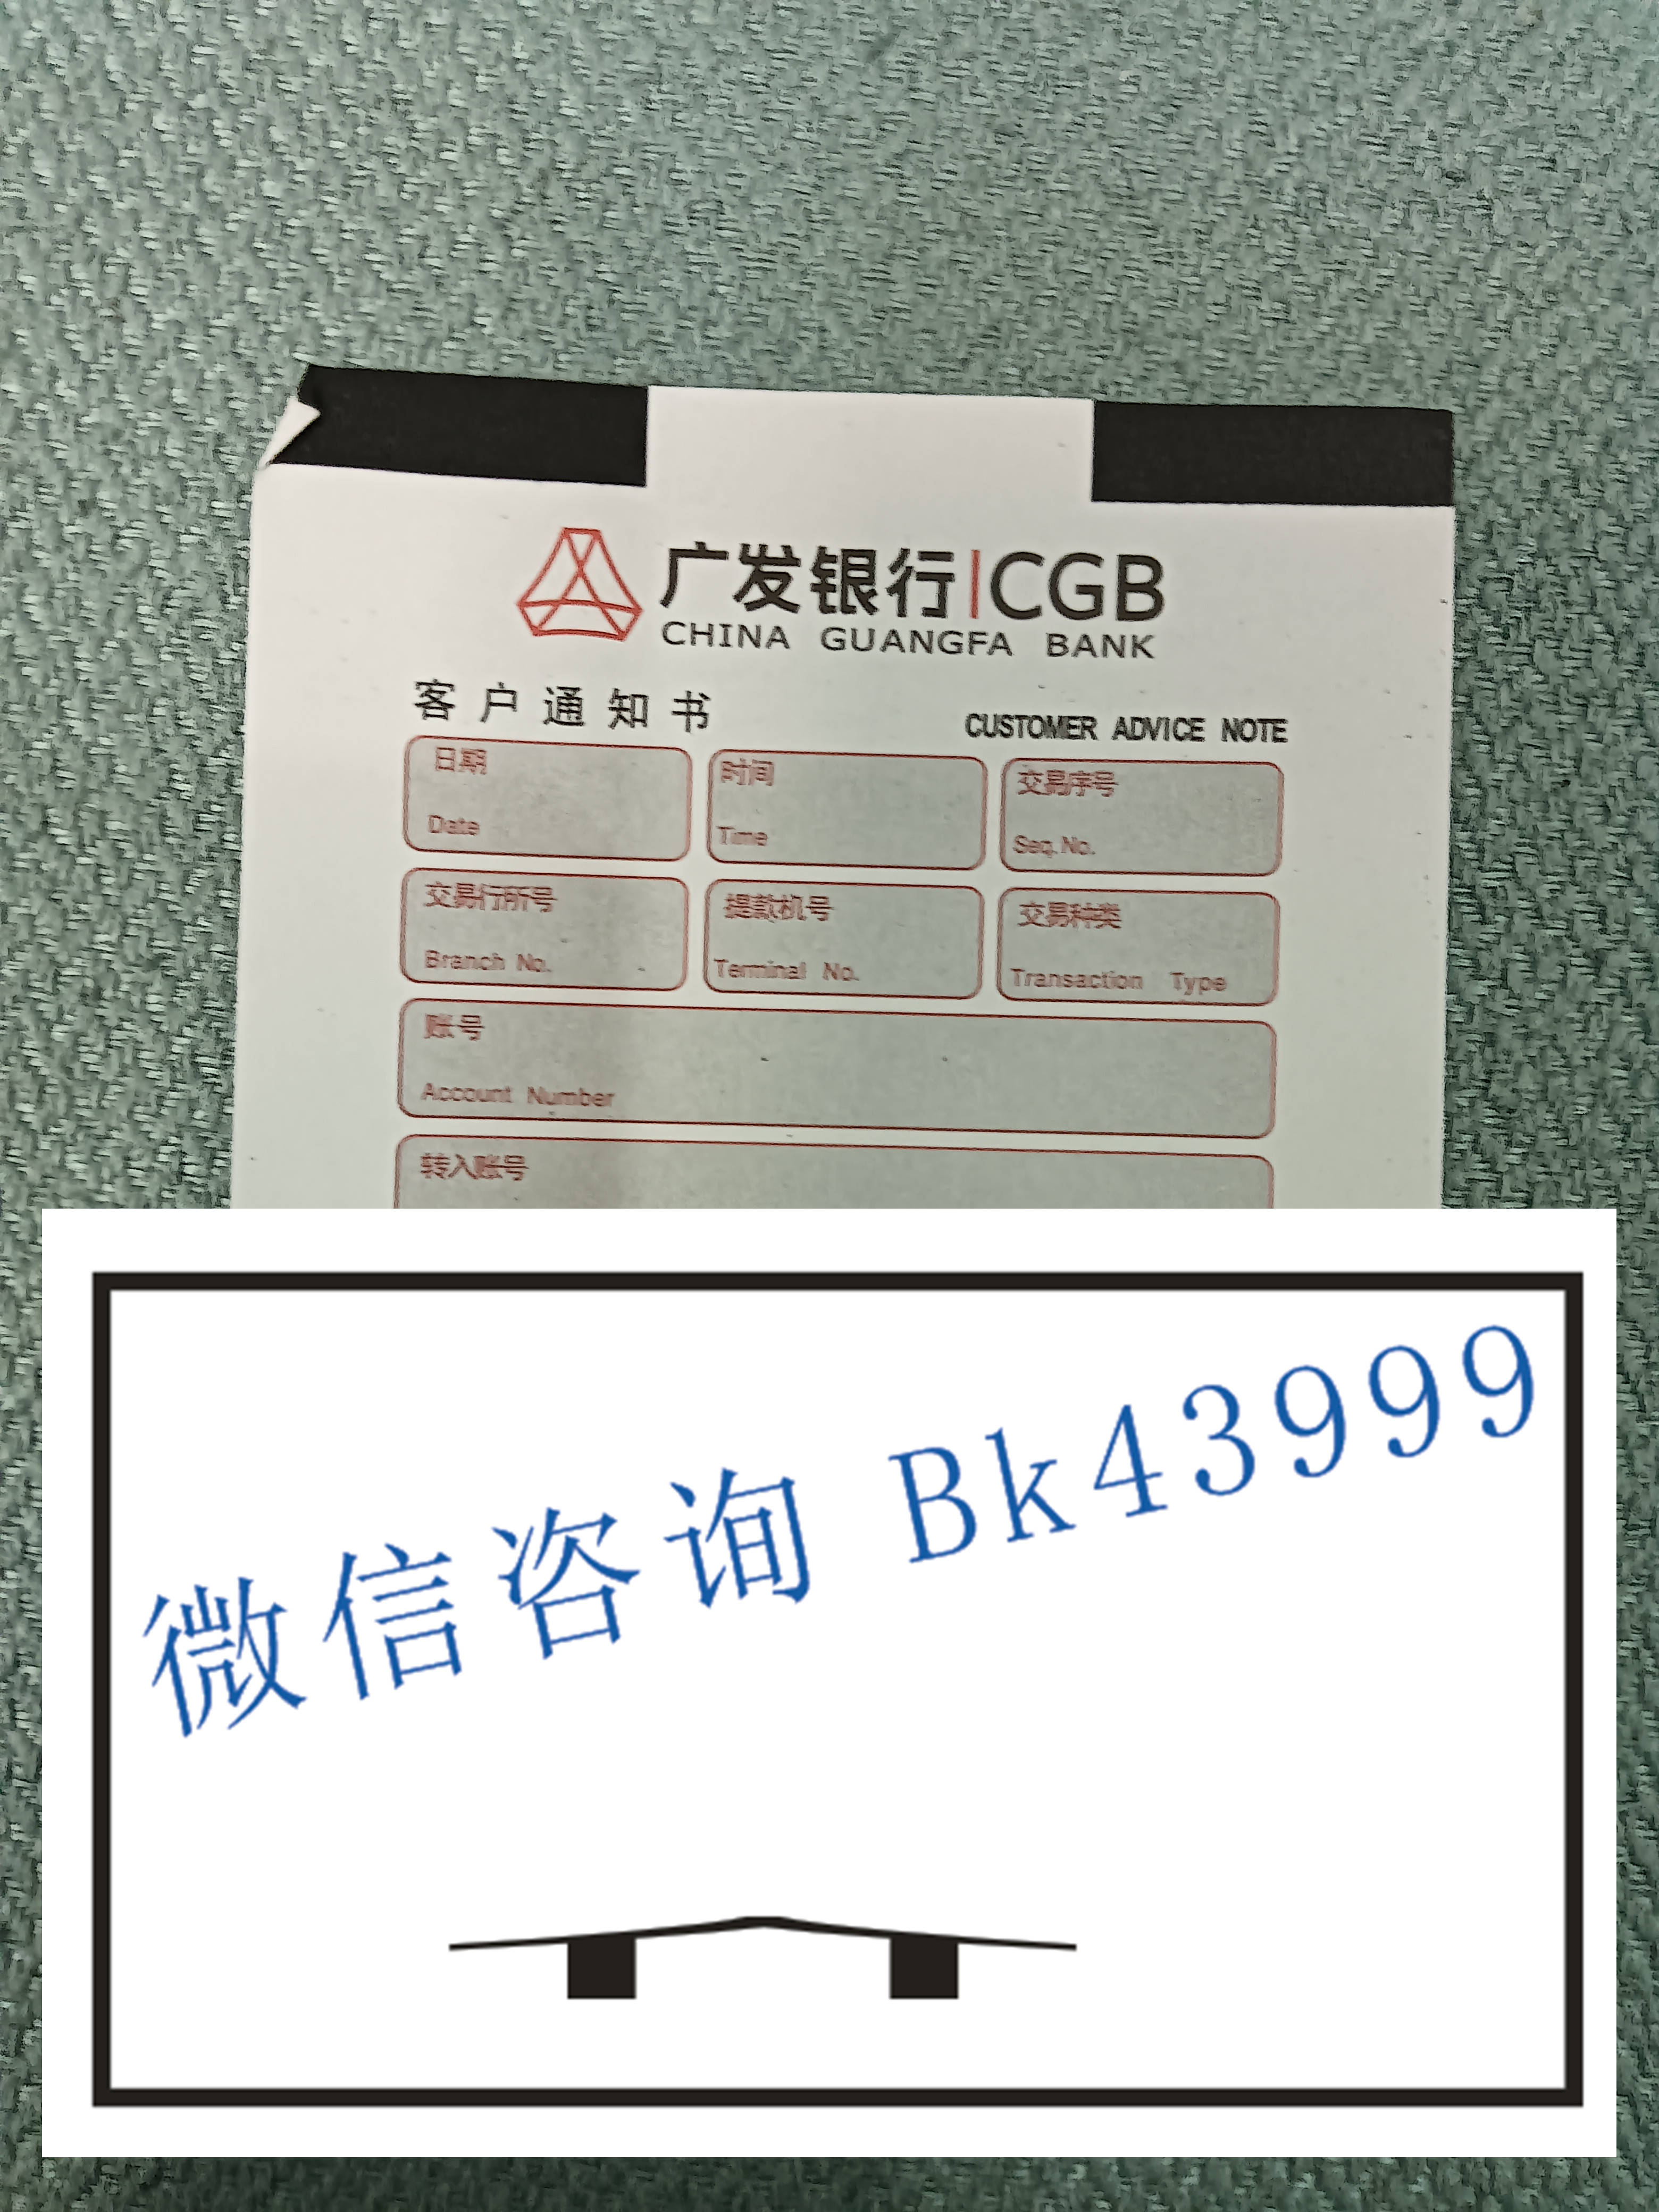 广发银行|CGB
CHINA GUANGFA BANK
客户通知书 CUSTOMER ADVICE NOTE
日期 时间 交易序号
Date Time Seq.No.
交易行所号 提款机号 交易种类
Branch No. Terminal No. Transaction Type
账号
Account Number
转入账号
微信咨询 Bk43999